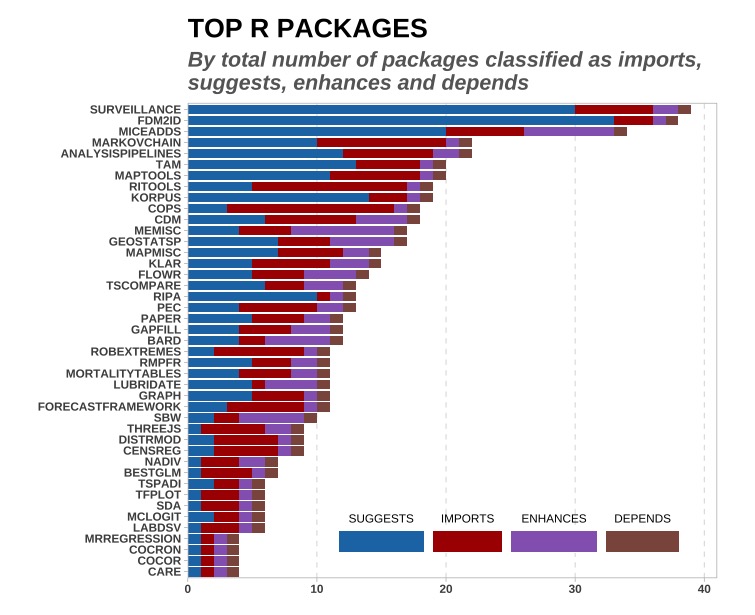 TOP R PACKAGES
By total number of packages classified as imports,
suggests, enhances and depends
SURVEILLANCE
FDM2ID
MICEADDS
MARKOVCHAIN
ANALYSISPIPELINES
TAM
MAPTOOLS
RITOOLS
KORPUS
COPS
CDM
MEMISC
GEOSTATSP
MAPMISC
KLAR
FLOWR
TSCOMPARE
RIPA
PEC
PAPER
GAPFILL
BARD
ROBEXTREMES
RMPFR
MORTALITYTABLES
LUBRIDATE
GRAPH
FORECASTFRAMEWORK
SBW
THREEJS
DISTRMOD
CENSREG
NADIV
BESTGLM
TSPADI
TFPLOT
SDA
MCLOGIT
LABDSV
MRREGRESSION
COCRON
COCOR
CARE
SUGGESTS IMPORTS ENHANCES DEPENDS
0 10 20 30 40